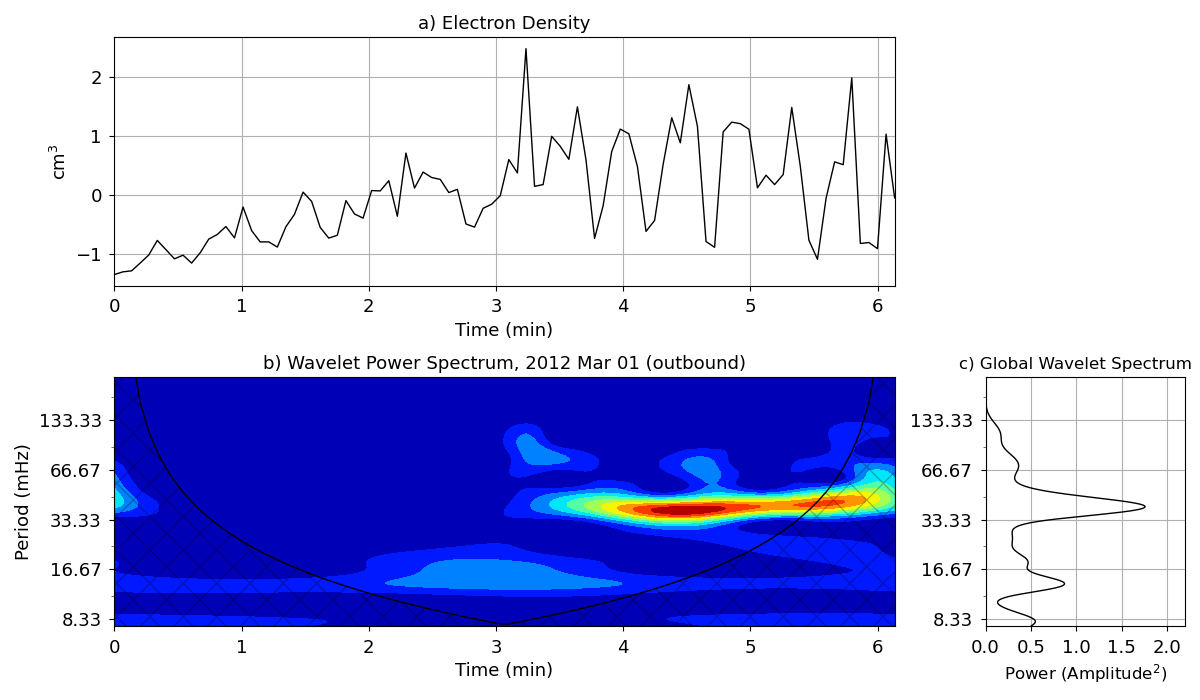 a) Electron Density
cm³
2
1
0
−1
0 1 2 3 4 5 6
Time (min)
b) Wavelet Power Spectrum, 2012 Mar 01 (outbound)
Period (mHz)
133.33
66.67
33.33
16.67
8.33
0 1 2 3 4 5 6
Time (min)
c) Global Wavelet Spectrum
133.33
66.67
33.33
16.67
8.33
0.0 0.5 1.0 1.5 2.0
Power (Amplitude²)